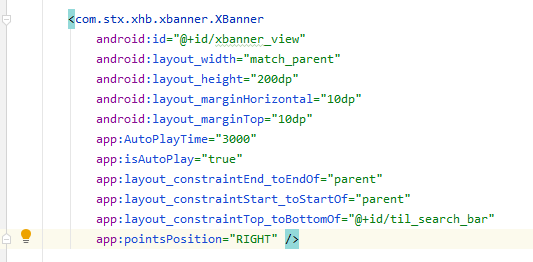 <com.stx.xhb.xbanner.XBanner
android:id="@+id/xbanner_view"
android:layout_width="match_parent"
android:layout_height="200dp"
android:layout_marginHorizontal="10dp"
android:layout_marginTop="10dp"
app:AutoPlayTime="3000"
app:isAutoPlay="true"
app:layout_constraintEnd_toEndOf="parent"
app:layout_constraintStart_toStartOf="parent"
app:layout_constraintTop_toBottomOf="@+id/til_search_bar"
app:pointsPosition="RIGHT" />